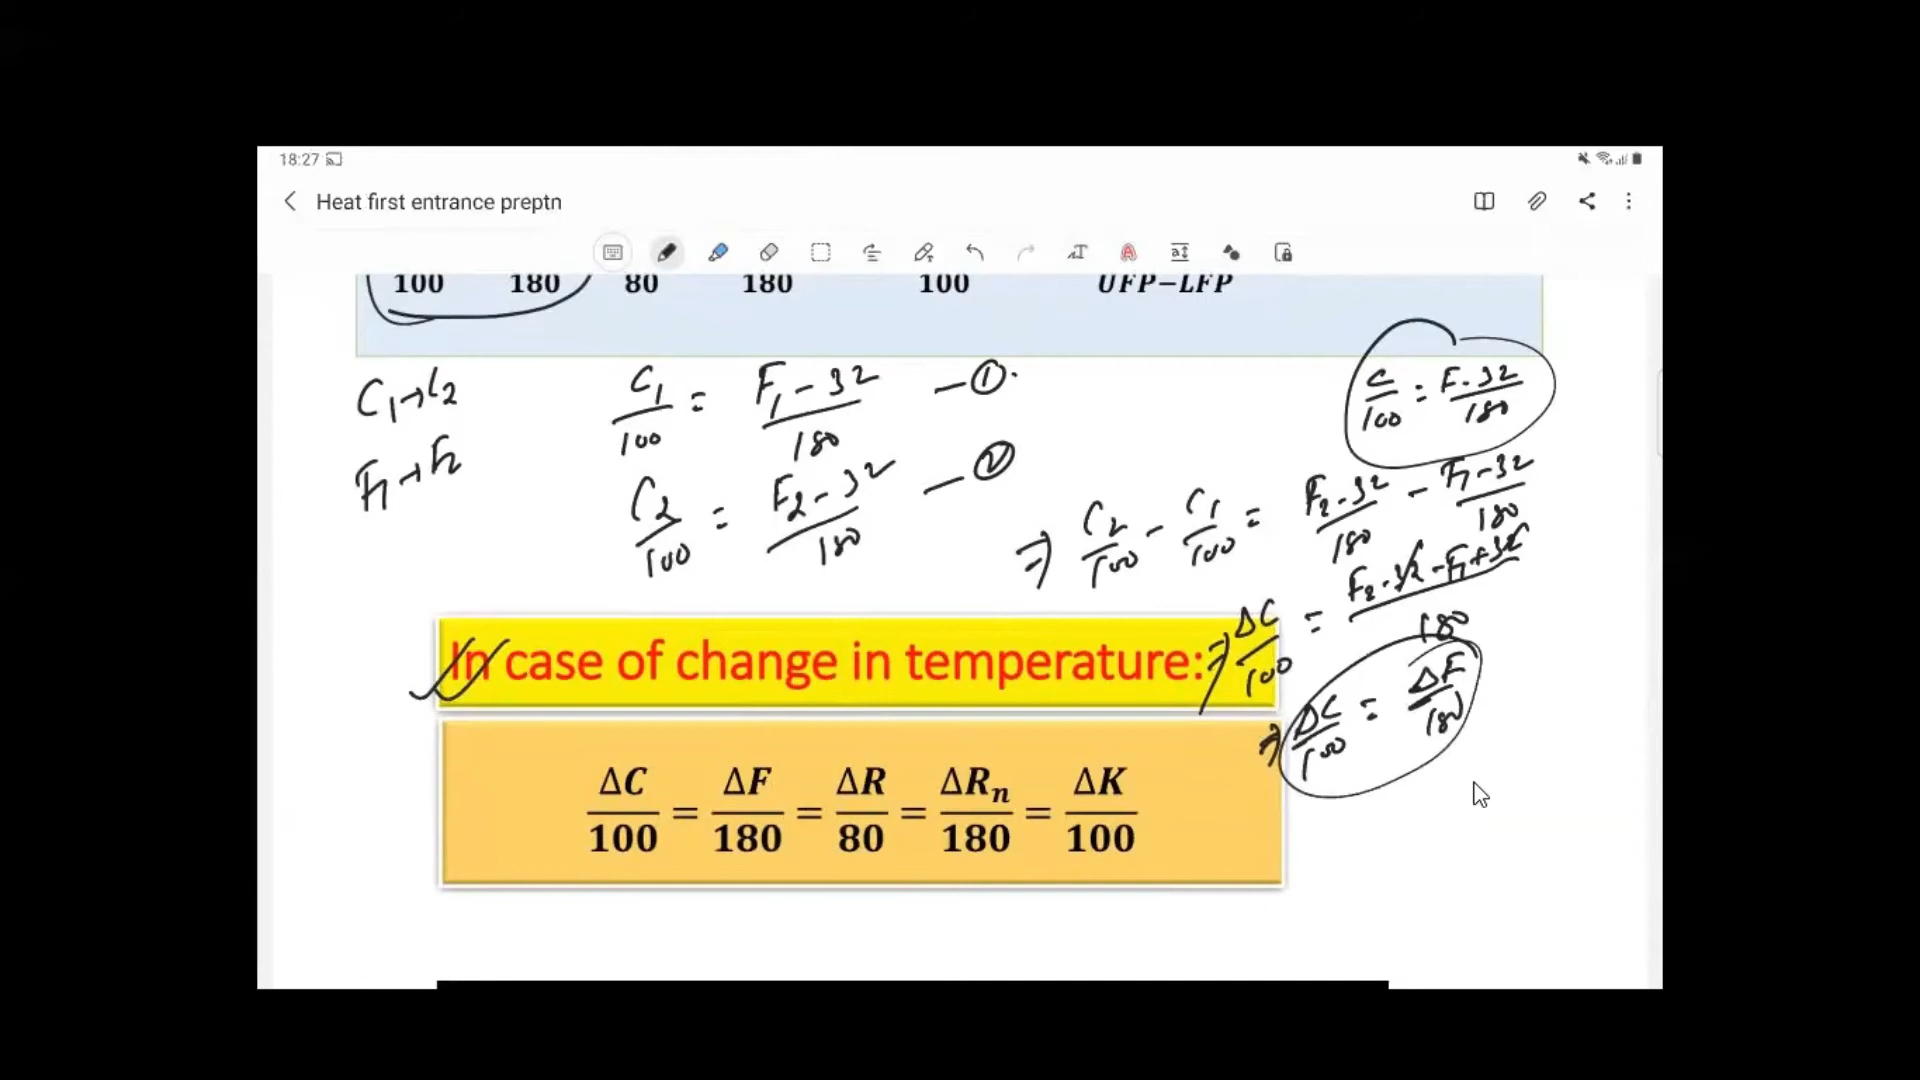 18:27
Heat first entrance preptn
100 180 80 180 100 UFP−LFP
C₁→C₂
F₁→F₂
C₁/100 = F₁-32/180 —①
C₂/100 = F₂-32/180 —②
C/100 = F-32/180
⇒ C₂/100 - C₁/100 = F₂-32/180 - F₁-32/180
⇒ ΔC/100 = F₂-32-F₁+32/180
⇒ ΔC/100 = ΔF/180
In case of change in temperature:
ΔC/100 = ΔF/180 = ΔR/80 = ΔRₙ/180 = ΔK/100